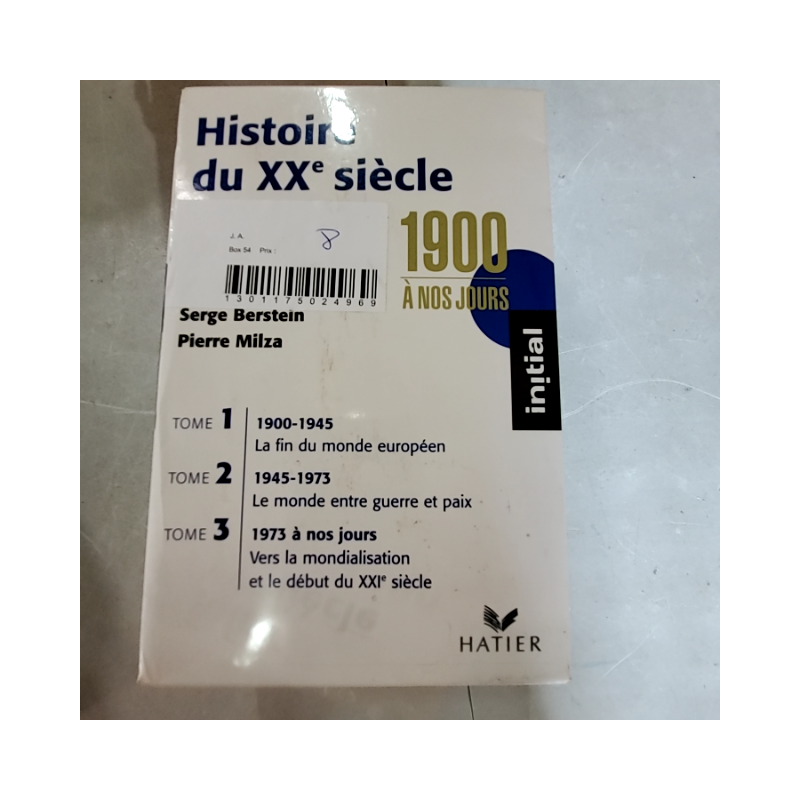 Histoire
du XXe siècle
J. A.
8
Box 54 Prix :
1301175024969
1900
À NOS JOURS
Serge Berstein
Pierre Milza
initial
TOME 1
1900-1945
La fin du monde européen
TOME 2
1945-1973
Le monde entre guerre et paix
TOME 3
1973 à nos jours
Vers la mondialisation
et le début du XXIe siècle
HATIER